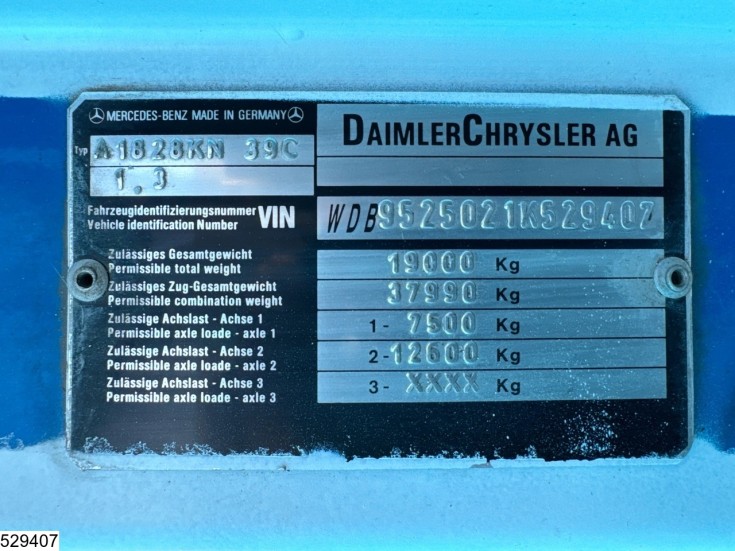 MERCEDES-BENZ MADE IN GERMANY
DAIMLERCHRYSLER AG
Typ A1828KN 39C
1.3
Fahrzeugidentifizierungsnummer
Vehicle identification Number VIN
WDB9525021K529407
Zulässiges Gesamtgewicht
Permissible total weight
19000 Kg
Zulässiges Zug-Gesamtgewicht
Permissible combination weight
37990 Kg
Zulässige Achslast - Achse 1
Permissible axle loade - axle 1
1- 7500 Kg
Zulässige Achslast - Achse 2
Permissible axle loade - axle 2
2- 12600 Kg
Zulässige Achslast - Achse 3
Permissible axle loade - axle 3
3- XXXX Kg
529407